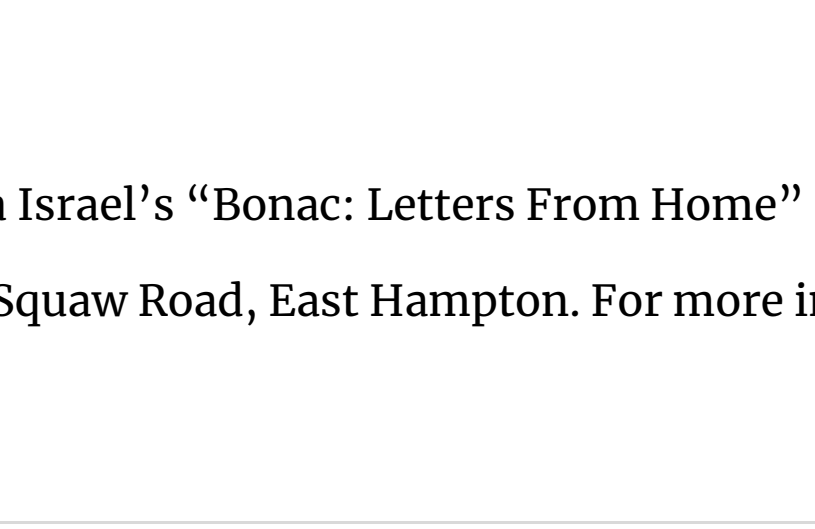 Israel’s “Bonac: Letters From Home”
Squaw Road, East Hampton. For more